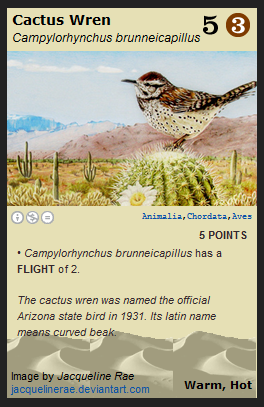 Cactus Wren
Campylorhynchus brunneicapillus
5 3
Animalia,Chordata,Aves
5 POINTS
• Campylorhynchus brunneicapillus has a
FLIGHT of 2.
The cactus wren was named the official
Arizona state bird in 1931. Its latin name
means curved beak.
Image by Jacqueline Rae
jacquelinerae.deviantart.com
Warm, Hot